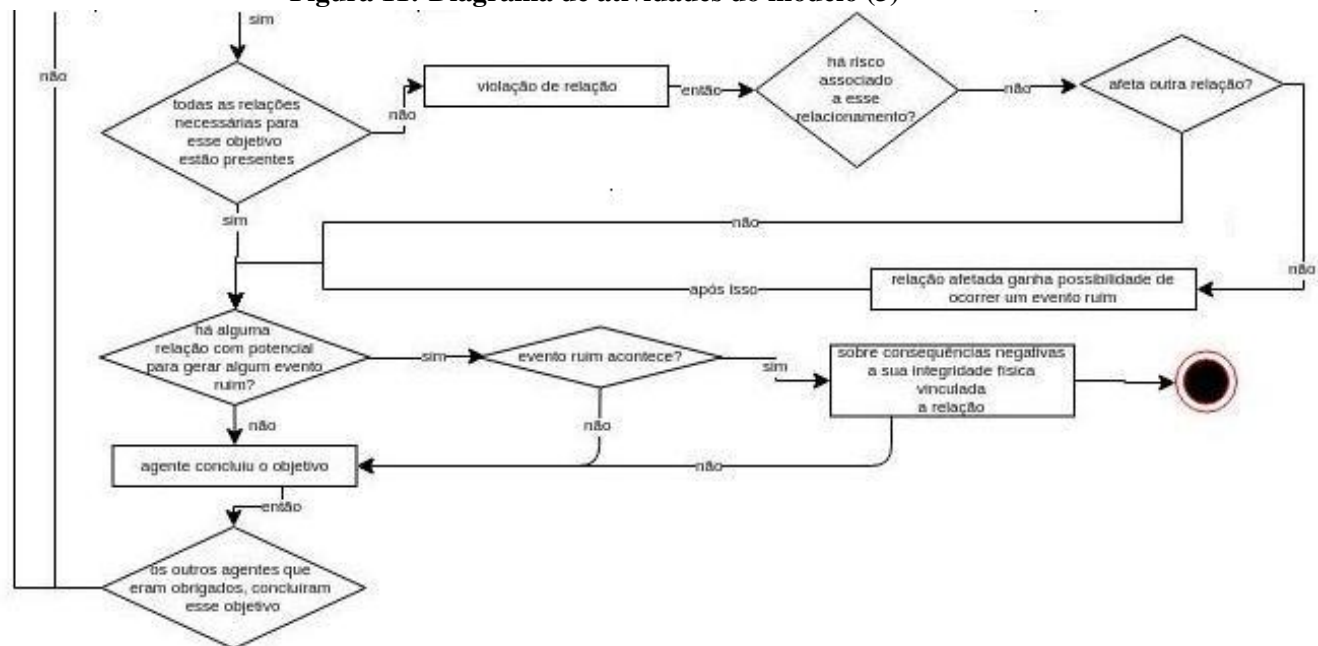 Figura 11: Diagrama de atividades do modelo (3)
sim
não
todas as relações
necessárias para
esse objetivo
estão presentes
não
violação de relação
então
há risco
associado
a esse
relacionamento?
não
afeta outra relação?
sim
não
não
relação afetada ganha possibilidade de
ocorrer um evento ruim
após isso
há alguma
relação com potencial
para gerar algum evento
ruim?
sim
evento ruim acontece?
sim
sobre consequências negativas
a sua integridade física
vinculada
a relação
não
não
agente concluiu o objetivo
não
então
os outros agentes que
eram obrigados, concluíram
esse objetivo